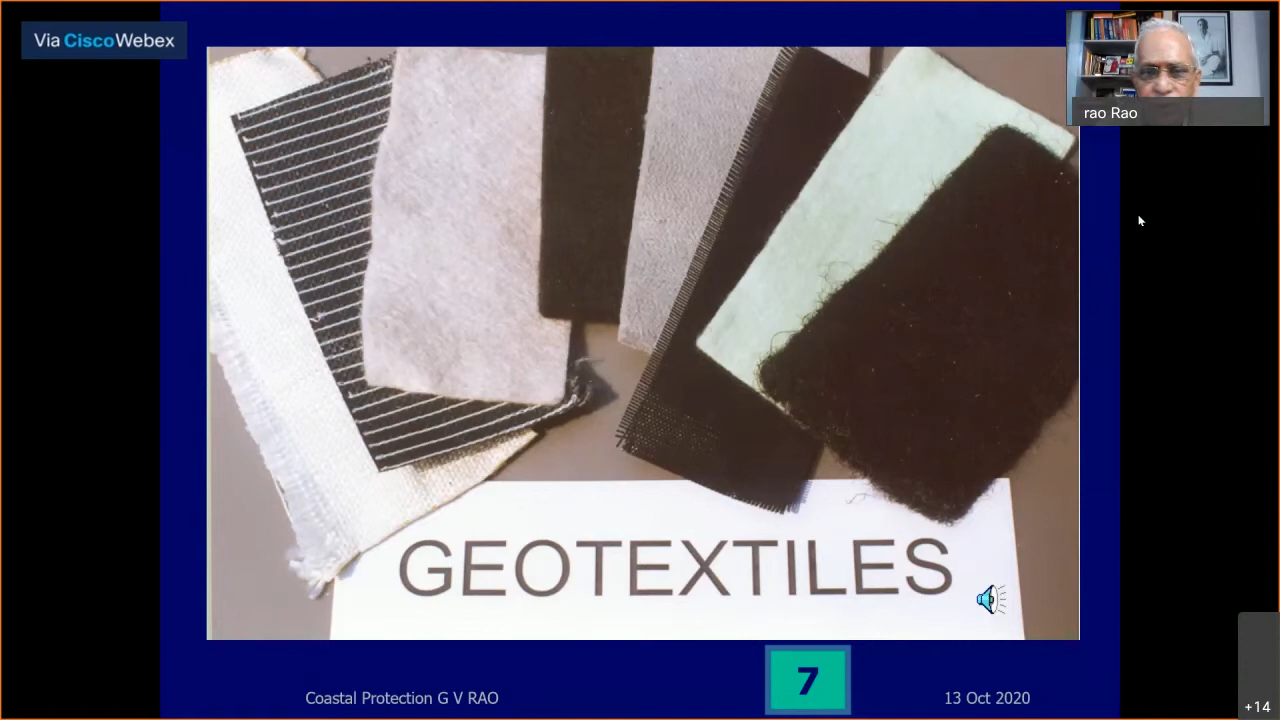 Via CiscoWebex
rao Rao
GEOTEXTILES
7
Coastal Protection G V RAO
13 Oct 2020
+14